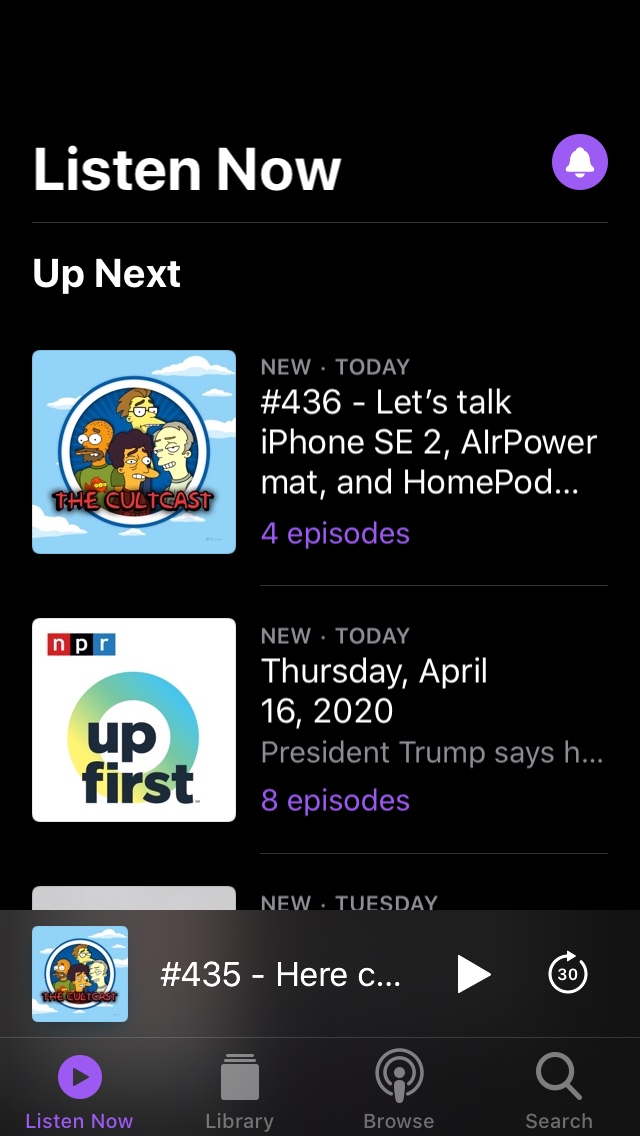 Listen Now
Up Next
NEW · TODAY
#436 - Let’s talk
iPhone SE 2, AIrPower
mat, and HomePod...
4 episodes
THE CULTCAST
NEW · TODAY
Thursday, April
16, 2020
President Trump says h...
8 episodes
npr
up
first
NEW · TUESDAY
THE CULTCAST
#435 - Here c...
30
Listen Now
Library
Browse
Search